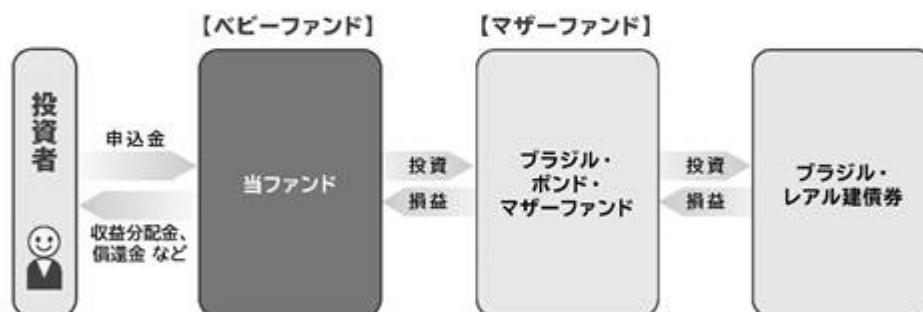 【ベビーファンド】
【マザーファンド】
投資者
申込金
収益分配金、
償還金 など
当ファンド
投資
損益
ブラジル・
ボンド・
マザーファンド
投資
損益
ブラジル・
レアル建債券